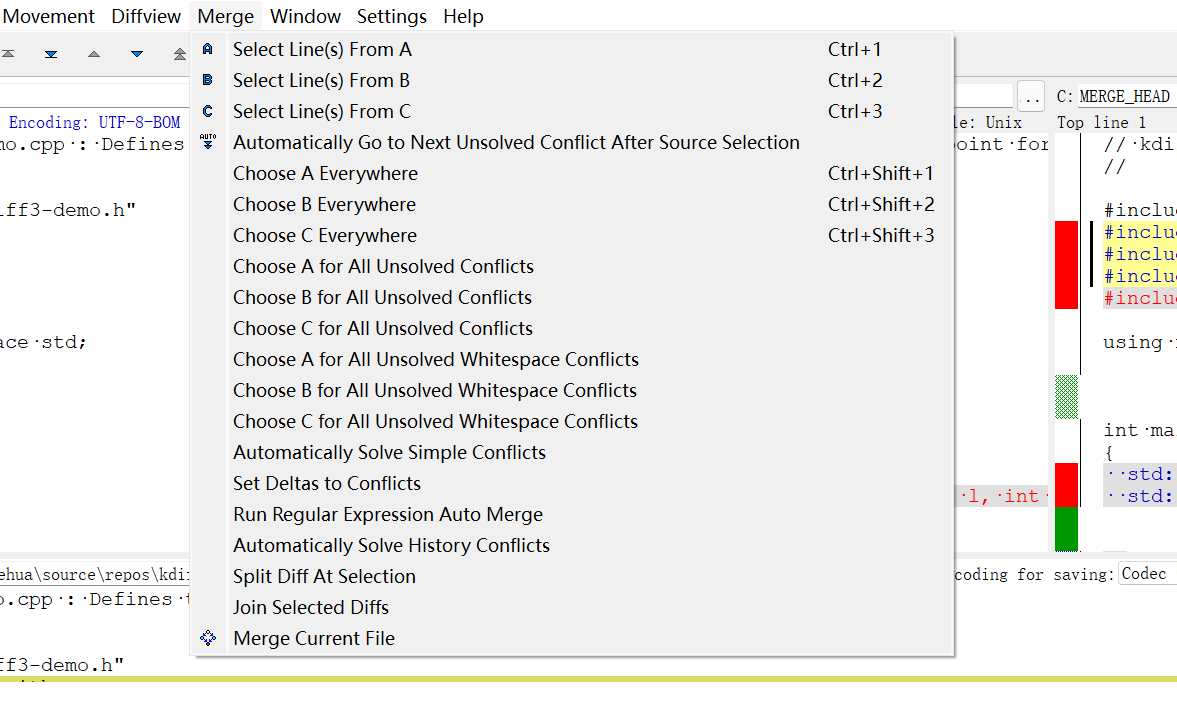 Movement Diffview Merge Window Settings Help
A Select Line(s) From A Ctrl+1
B Select Line(s) From B Ctrl+2
C Select Line(s) From C Ctrl+3
AUTO Automatically Go to Next Unsolved Conflict After Source Selection
Choose A Everywhere Ctrl+Shift+1
Choose B Everywhere Ctrl+Shift+2
Choose C Everywhere Ctrl+Shift+3
Choose A for All Unsolved Conflicts
Choose B for All Unsolved Conflicts
Choose C for All Unsolved Conflicts
Choose A for All Unsolved Whitespace Conflicts
Choose B for All Unsolved Whitespace Conflicts
Choose C for All Unsolved Whitespace Conflicts
Automatically Solve Simple Conflicts
Set Deltas to Conflicts
Run Regular Expression Auto Merge
Automatically Solve History Conflicts
Split Diff At Selection
Join Selected Diffs
Merge Current File
Encoding: UTF-8-BOM
mo.cpp·:·Defines
iff3-demo.h"
ace·std;
ehua\source\repos\kdi
o.cpp·:·Defines
ff3-demo.h"
... C: MERGE_HEAD
le: Unix Top line 1
point·for //·kdi
//
#inclu
#inclu
#inclu
#inclu
#inclu
using·
int·ma
{
··std:
·l,·int· ··std:
coding for saving: Codec